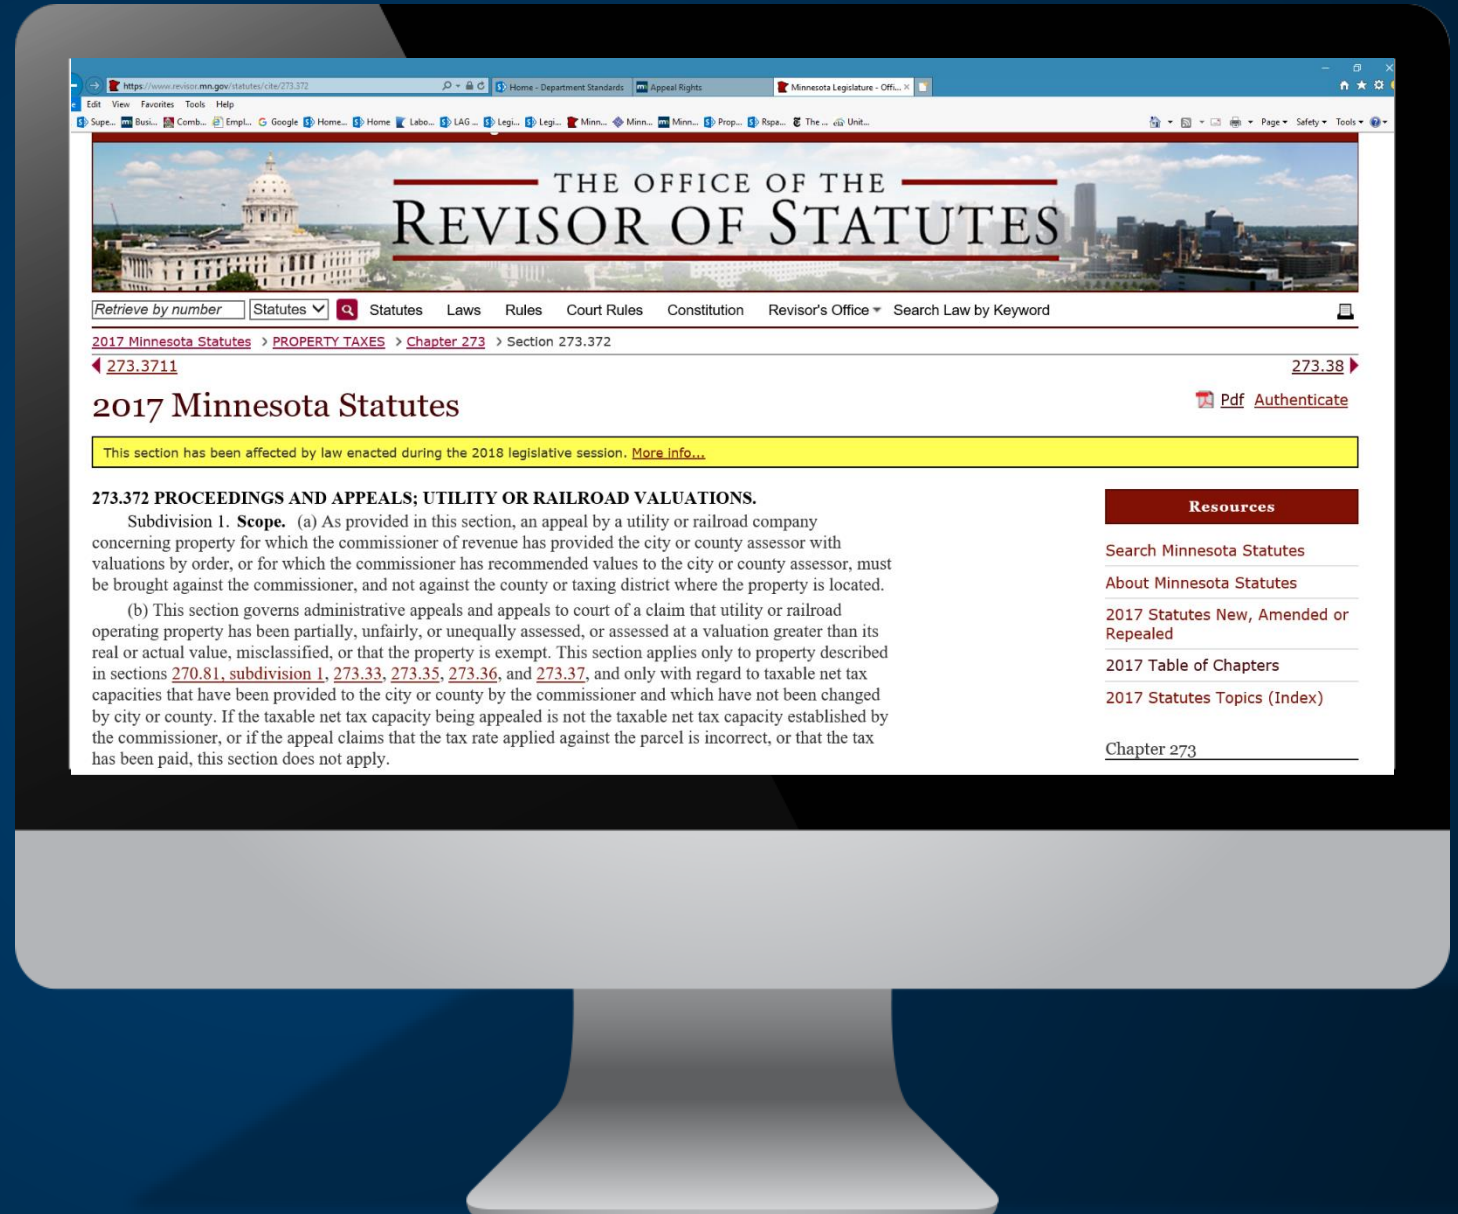 https://www.revisor.mn.gov/statutes/cite/273.372
Home - Department Standards
Appeal Rights
Minnesota Legislature - Offi...
Edit View Favorites Tools Help
Supe... Busi... Comb... Empl... Google Home... Home Labo... LAG ... Legi... Legi... Minn... Minn... Minn... Prop... Rspa... The ... Unit...
Page Safety Tools
THE OFFICE OF THE
REVISOR OF STATUTES
Retrieve by number Statutes Statutes Laws Rules Court Rules Constitution Revisor's Office Search Law by Keyword
2017 Minnesota Statutes > PROPERTY TAXES > Chapter 273 > Section 273.372
273.3711
273.38
2017 Minnesota Statutes
Pdf Authenticate
This section has been affected by law enacted during the 2018 legislative session. More info...
273.372 PROCEEDINGS AND APPEALS; UTILITY OR RAILROAD VALUATIONS.
Subdivision 1. Scope. (a) As provided in this section, an appeal by a utility or railroad company
concerning property for which the commissioner of revenue has provided the city or county assessor with
valuations by order, or for which the commissioner has recommended values to the city or county assessor, must
be brought against the commissioner, and not against the county or taxing district where the property is located.
(b) This section governs administrative appeals and appeals to court of a claim that utility or railroad
operating property has been partially, unfairly, or unequally assessed, or assessed at a valuation greater than its
real or actual value, misclassified, or that the property is exempt. This section applies only to property described
in sections 270.81, subdivision 1, 273.33, 273.35, 273.36, and 273.37, and only with regard to taxable net tax
capacities that have been provided to the city or county by the commissioner and which have not been changed
by city or county. If the taxable net tax capacity being appealed is not the taxable net tax capacity established by
the commissioner, or if the appeal claims that the tax rate applied against the parcel is incorrect, or that the tax
has been paid, this section does not apply.
Resources
Search Minnesota Statutes
About Minnesota Statutes
2017 Statutes New, Amended or
Repealed
2017 Table of Chapters
2017 Statutes Topics (Index)
Chapter 273